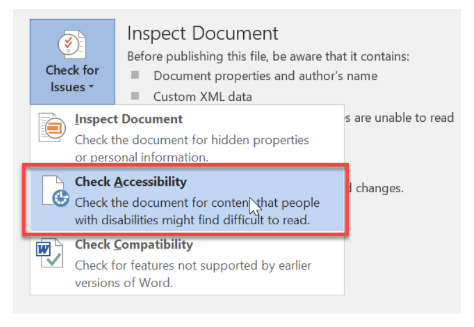 Inspect Document
Before publishing this file, be aware that it contains:
Document properties and author's name
Custom XML data
Check for
Issues
s are unable to read
d changes.
Inspect Document
Check the document for hidden properties
or personal information.
Check Accessibility
Check the document for content that people
with disabilities might find difficult to read.
Check Compatibility
Check for features not supported by earlier
versions of Word.